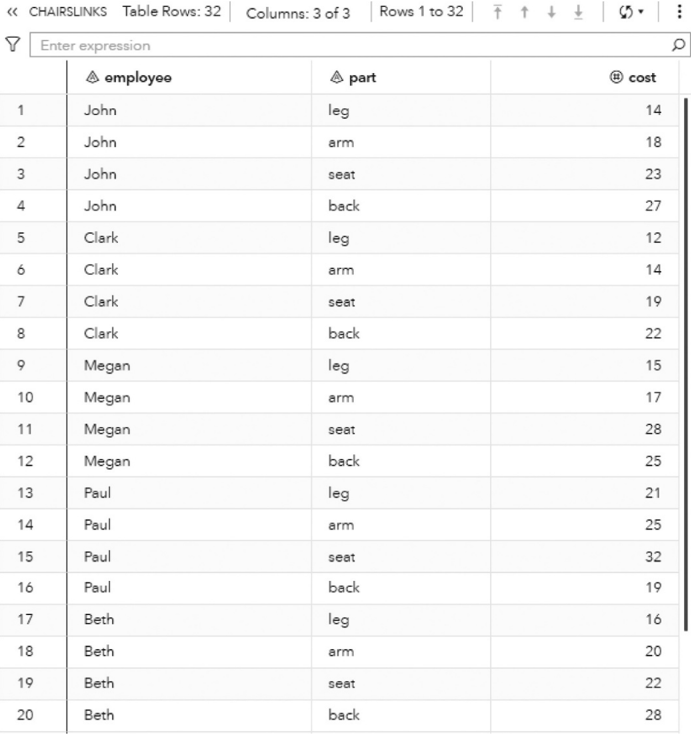 CHAIRSLINKS Table Rows: 32 Columns: 3 of 3 Rows 1 to 32
Enter expression
employee part cost
1 John leg 14
2 John arm 18
3 John seat 23
4 John back 27
5 Clark leg 12
6 Clark arm 14
7 Clark seat 19
8 Clark back 22
9 Megan leg 15
10 Megan arm 17
11 Megan seat 28
12 Megan back 25
13 Paul leg 21
14 Paul arm 25
15 Paul seat 32
16 Paul back 19
17 Beth leg 16
18 Beth arm 20
19 Beth seat 22
20 Beth back 28